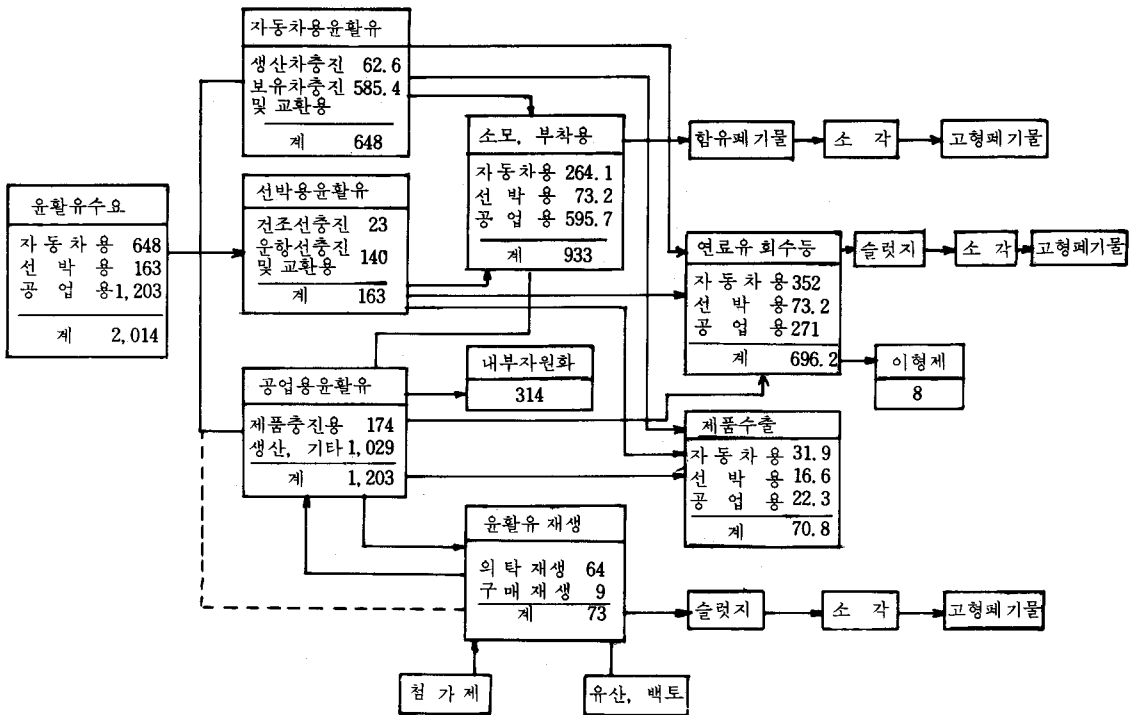 윤활유수요
자동차용 648
선박용 163
공업용 1,203
계 2,014
자동차용윤활유
생산차충진 62.6
보유차충진 585.4
및 교환용
계 648
선박용윤활유
건조선충진 23
운항선충진 140
및 교환용
계 163
공업용윤활유
제품충진용 174
생산, 기타 1,029
계 1,203
소모, 부착용
자동차용 264.1
선박용 73.2
공업용 595.7
계 933
내부자원화
314
윤활유 재생
의탁재생 64
구매재생 9
계 73
첨가제
유산, 백토
함유폐기물
소각
고형폐기물
연료유 회수등
자동차용 352
선박용 73.2
공업용 271
계 696.2
슬럿지
소각
고형폐기물
이형제
8
제품수출
자동차용 31.9
선박용 16.6
공업용 22.3
계 70.8
슬럿지
소각
고형폐기물